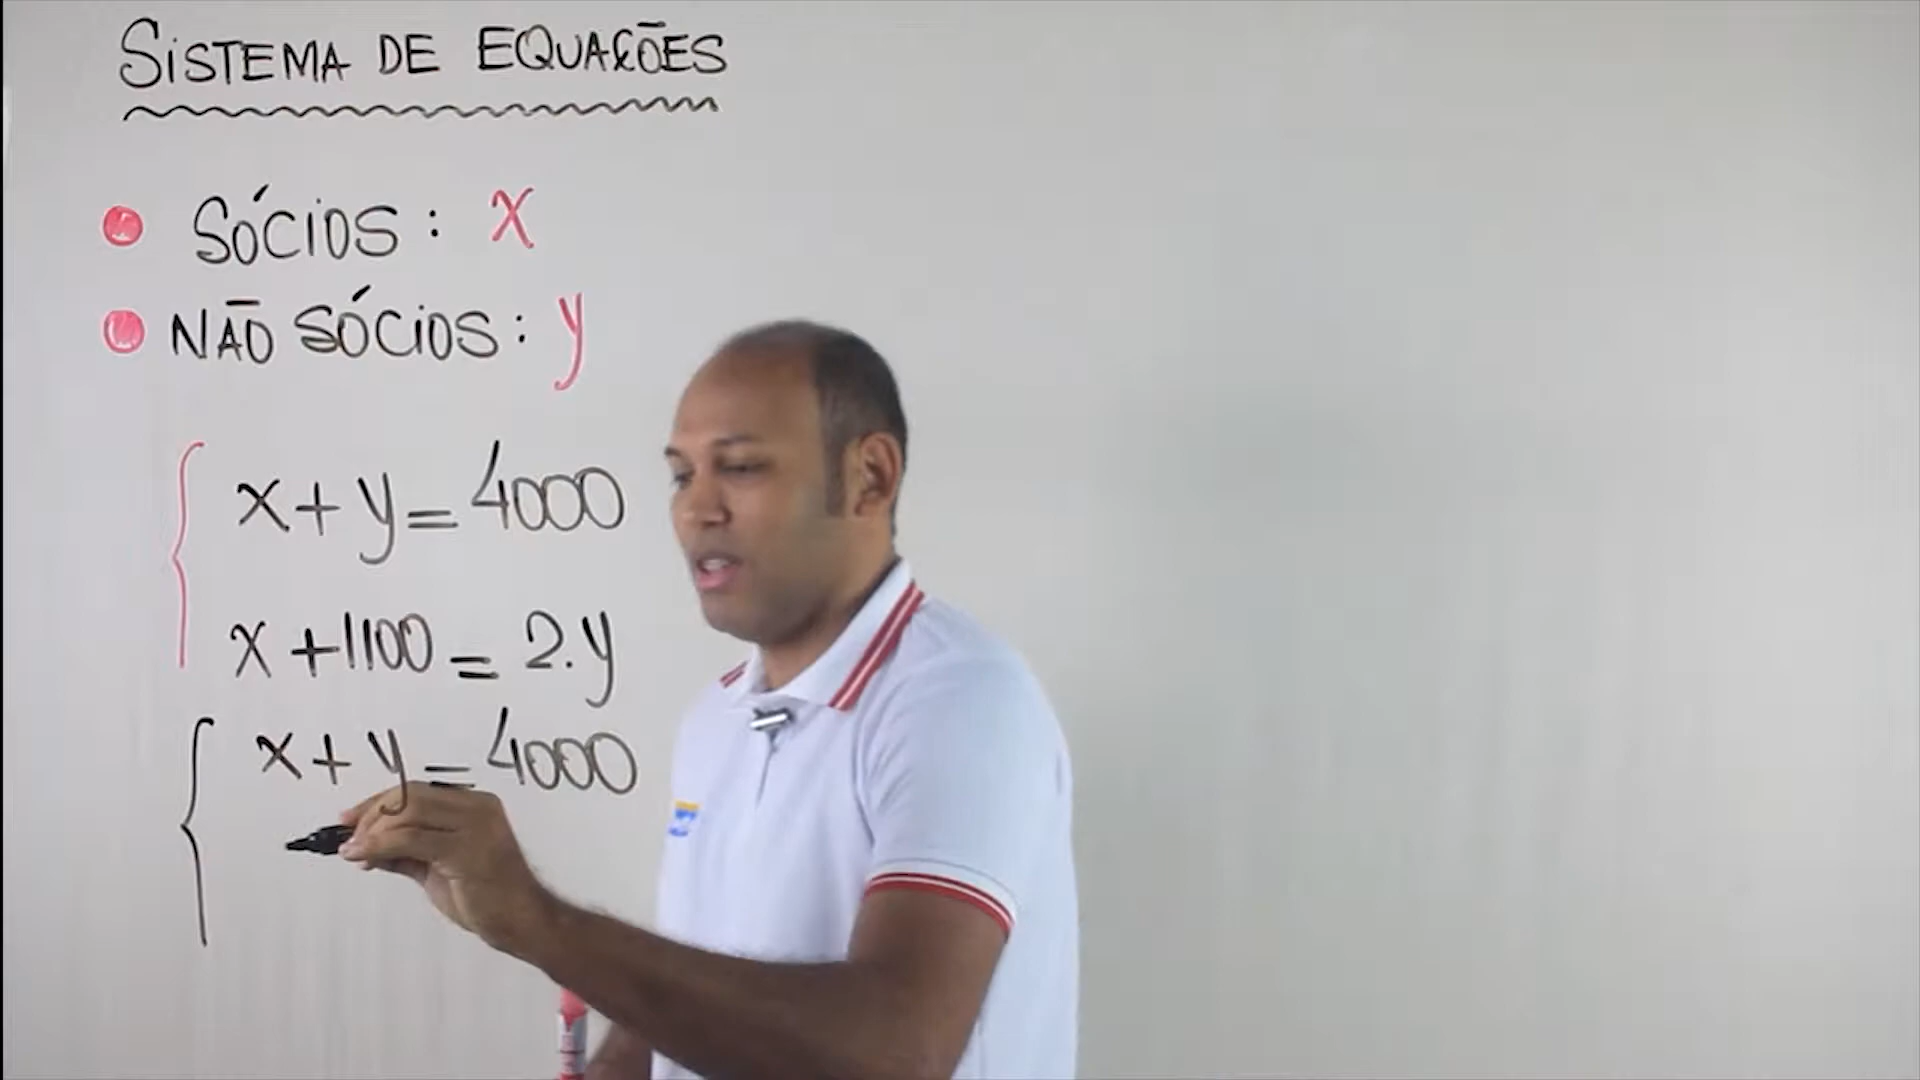 SISTEMA DE EQUAÇÕES
SÓCIOS: x
NÃO SÓCIOS: y
x + y = 4000
x + 1100 = 2.y
x + y = 4000